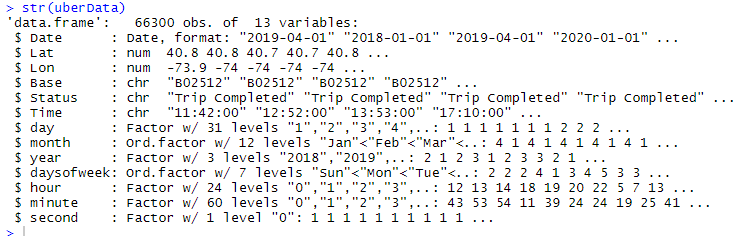 > str(uberData)
'data.frame':   66300 obs. of  13 variables:
 $ Date      : Date, format: "2019-04-01" "2018-01-01" "2019-04-01" "2020-01-01" ...
 $ Lat       : num  40.8 40.8 40.7 40.7 40.8 ...
 $ Lon       : num  -73.9 -74 -74 -74 -74 ...
 $ Base      : chr  "B02512" "B02512" "B02512" "B02512" ...
 $ Status    : chr  "Trip Completed" "Trip Completed" "Trip Completed" "Trip Completed" ...
 $ Time      : chr  "11:42:00" "12:52:00" "13:53:00" "17:10:00" ...
 $ day       : Factor w/ 31 levels "1","2","3","4",..: 1 1 1 1 1 1 1 2 2 2 ...
 $ month     : Ord.factor w/ 12 levels "Jan"<"Feb"<"Mar"<..: 4 1 4 1 4 1 4 1 4 1 ...
 $ year      : Factor w/ 3 levels "2018","2019",..: 2 1 2 3 1 2 3 3 2 1 ...
 $ daysofweek: Ord.factor w/ 7 levels "Sun"<"Mon"<"Tue"<..: 2 2 2 4 1 3 4 5 3 3 ...
 $ hour      : Factor w/ 24 levels "0","1","2","3",..: 12 13 14 18 19 20 22 5 7 13 ...
 $ minute    : Factor w/ 60 levels "0","1","2","3",..: 43 53 54 11 39 24 24 19 25 41 ...
 $ second    : Factor w/ 1 level "0": 1 1 1 1 1 1 1 1 1 1 ...
>